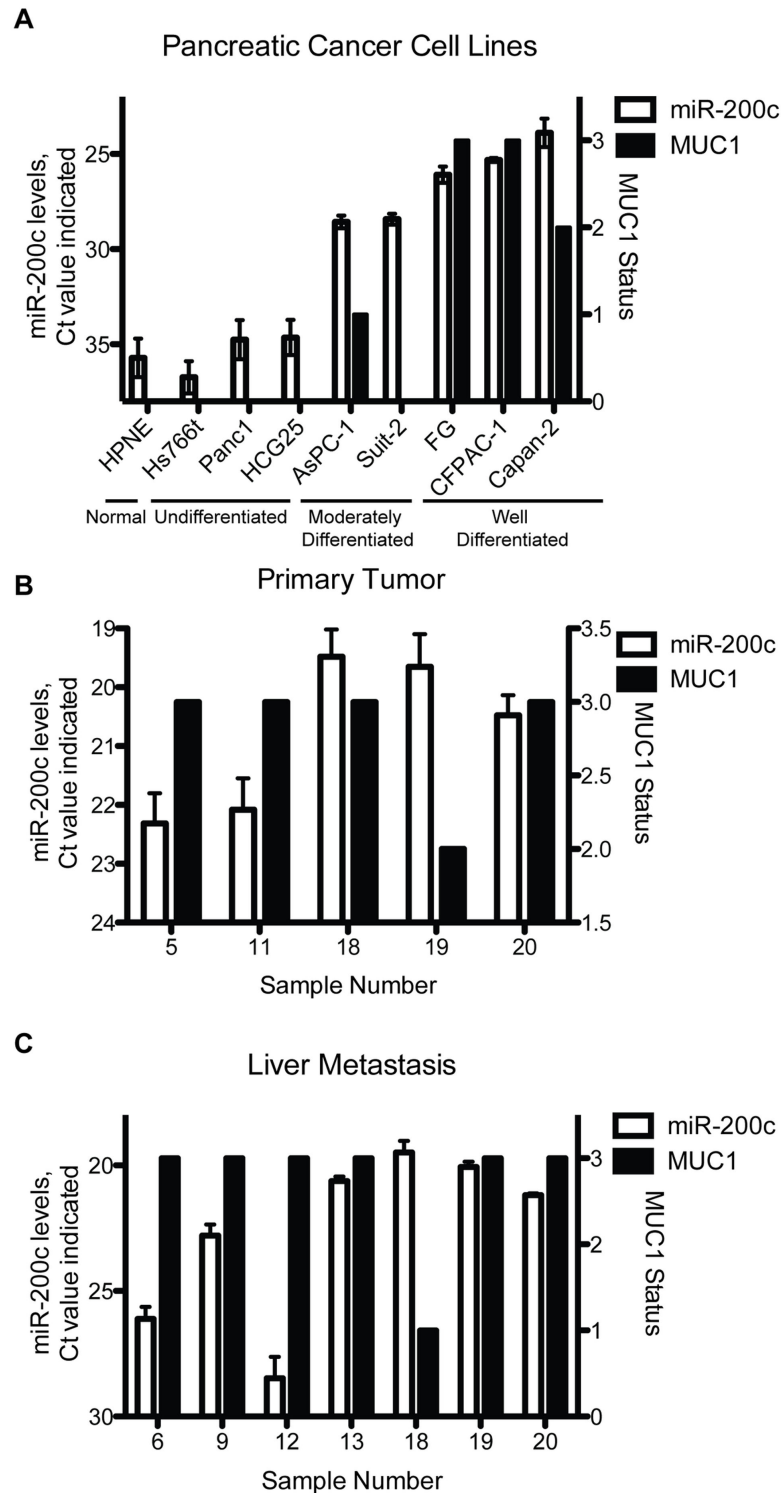 A
Pancreatic Cancer Cell Lines
miR-200c
MUC1
miR-200c levels,
Ct value indicated
25
30
35
3
2
1
0
MUC1 Status
HPNE
Hs766t
Panc1
HCG25
AsPC-1
Suit-2
FG
CFPAC-1
Capan-2
Normal
Undifferentiated
Moderately
Differentiated
Well
Differentiated
B
Primary Tumor
miR-200c
MUC1
miR-200c levels,
Ct value indicated
19
20
21
22
23
24
3.5
3.0
2.5
2.0
1.5
MUC1 Status
5 11 18 19 20
Sample Number
C
Liver Metastasis
miR-200c
MUC1
miR-200c levels,
Ct value indicated
20
25
30
3
2
1
0
MUC1 Status
6 9 12 13 18 19 20
Sample Number